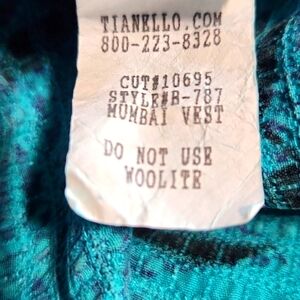 TIANELLO.COM
800-223-8328
CUT#10695
STYLE#B-787
MUMBAI VEST
DO NOT USE
WOOLITE